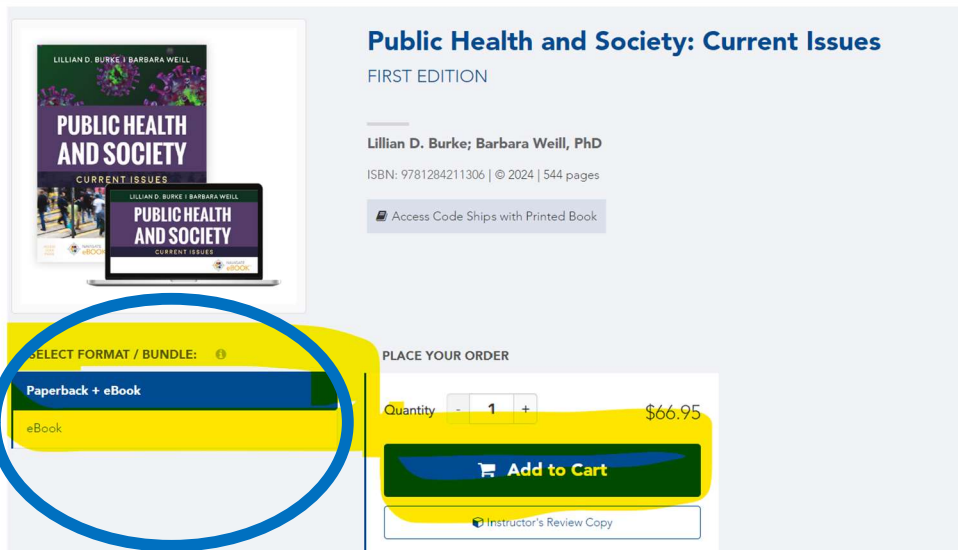 LILLIAN D. BURKE | BARBARA WEILL
PUBLIC HEALTH
AND SOCIETY
CURRENT ISSUES
LILLIAN D. BURKE | BARBARA WEILL
PUBLIC HEALTH
AND SOCIETY
CURRENT ISSUES
eBOOK
eBOOK
Public Health and Society: Current Issues
FIRST EDITION
Lillian D. Burke; Barbara Weill, PhD
ISBN: 9781284211306 | © 2024 | 544 pages
Access Code Ships with Printed Book
SELECT FORMAT / BUNDLE:
Paperback + eBook
eBook
PLACE YOUR ORDER
Quantity - 1 + $66.95
Add to Cart
Instructor's Review Copy